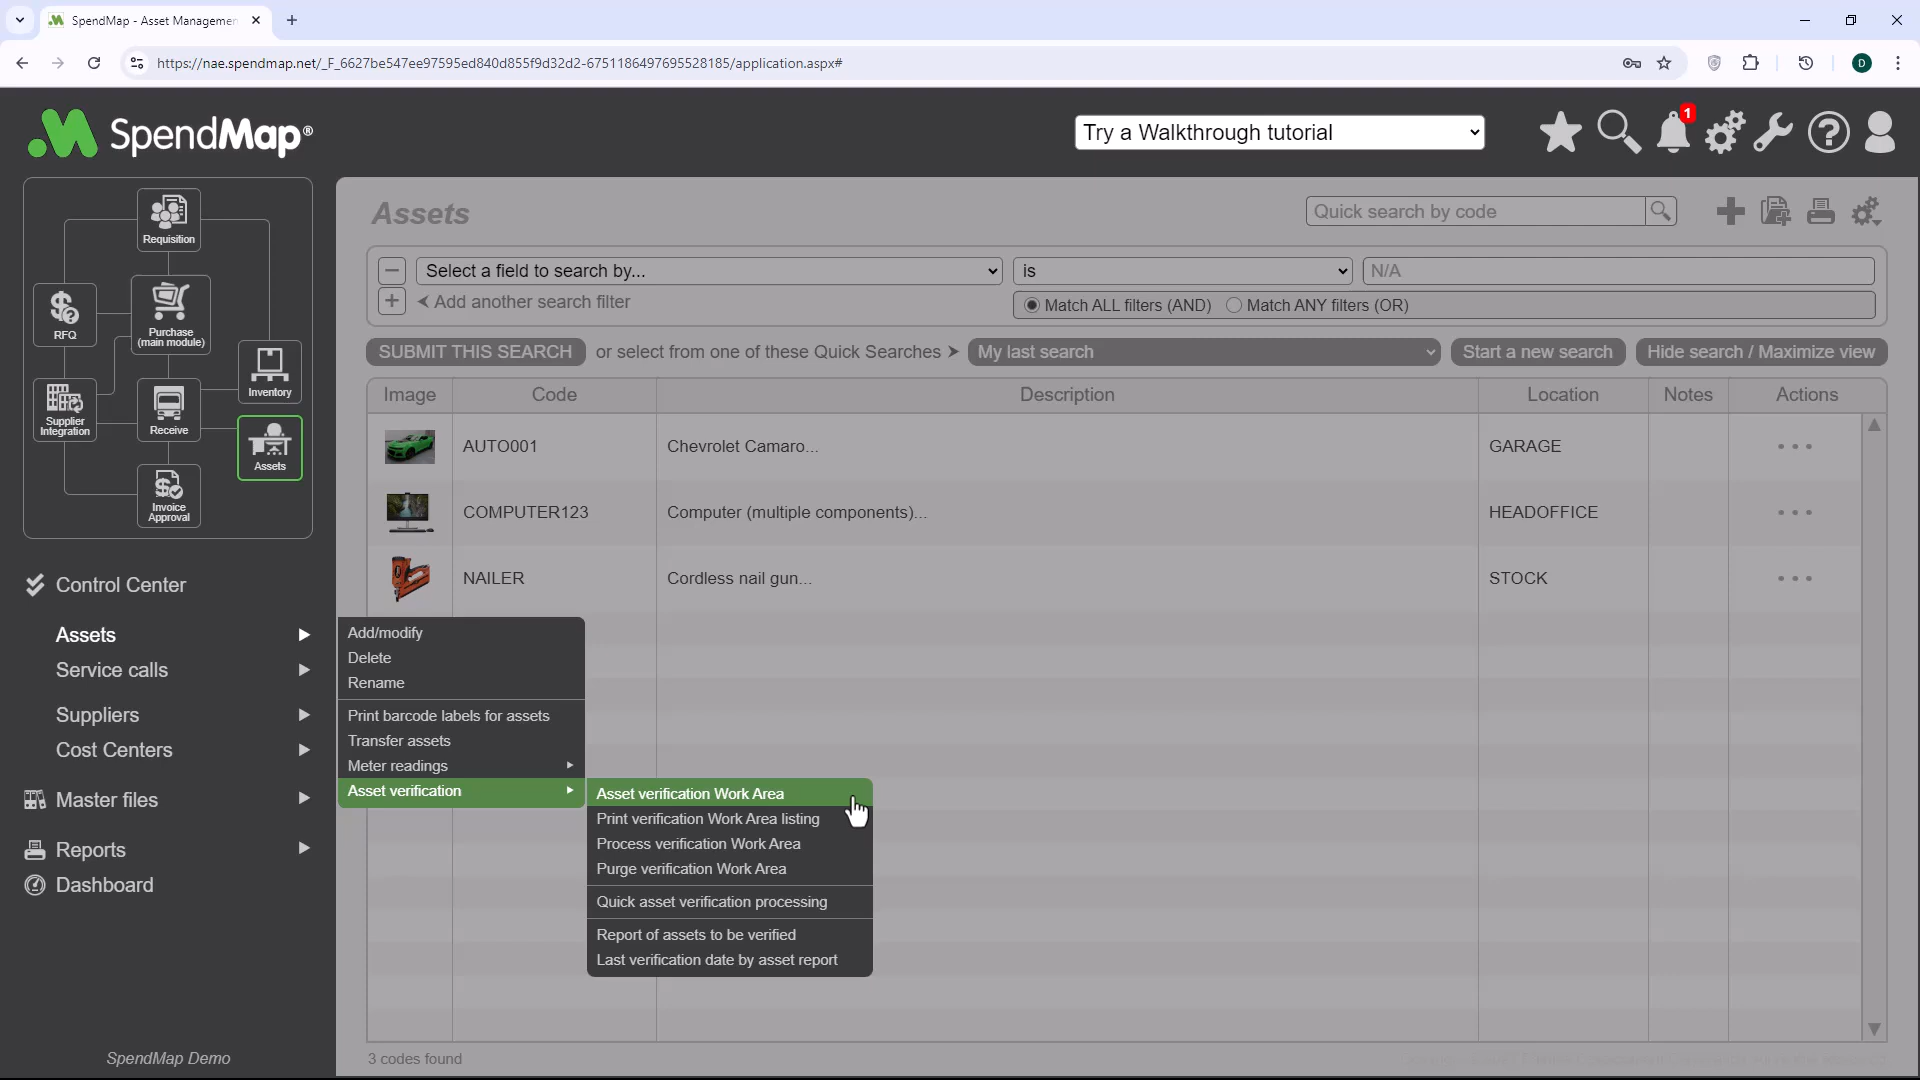 SpendMap - Asset Managemen
https://nae.spendmap.net/_F_6627be547ee97595ed840d855f9d32d2-6751186497695528185/application.aspx#
D
SpendMap®
Try a Walkthrough tutorial
1
Requisition
RFQ
Purchase
(main module)
Inventory
Supplier
Integration
Receive
Assets
Invoice
Approval
Control Center
Assets
Service calls
Suppliers
Cost Centers
Master files
Reports
Dashboard
SpendMap Demo
Assets
Quick search by code
Select a field to search by...
is
N/A
Add another search filter
Match ALL filters (AND)
Match ANY filters (OR)
SUBMIT THIS SEARCH
or select from one of these Quick Searches
My last search
Start a new search
Hide search / Maximize view
Image Code Description Location Notes Actions
AUTO001 Chevrolet Camaro... GARAGE
COMPUTER123 Computer (multiple components)... HEADOFFICE
NAILER Cordless nail gun... STOCK
Add/modify
Delete
Rename
Print barcode labels for assets
Transfer assets
Meter readings
Asset verification
Asset verification Work Area
Print verification Work Area listing
Process verification Work Area
Purge verification Work Area
Quick asset verification processing
Report of assets to be verified
Last verification date by asset report
3 codes found